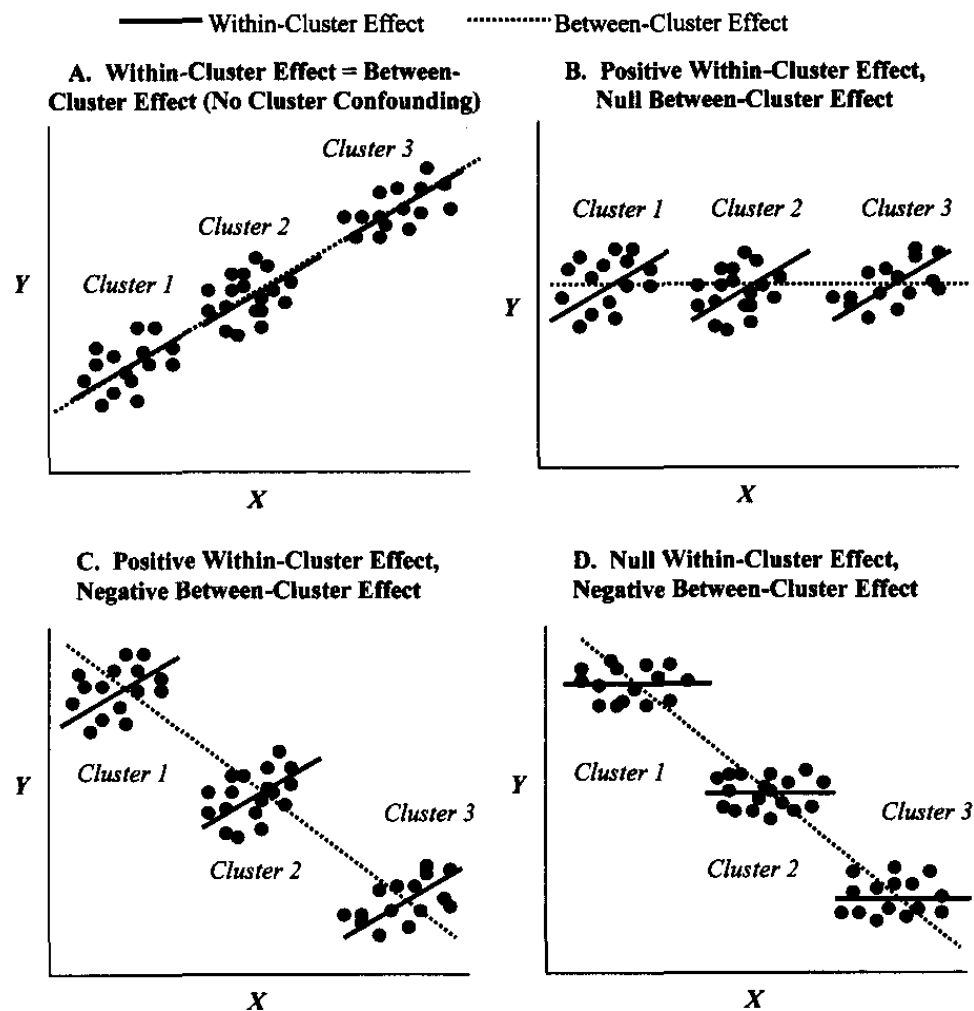 Within-Cluster Effect Between-Cluster Effect
A. Within-Cluster Effect = Between-
Cluster Effect (No Cluster Confounding)
Cluster 3
Cluster 2
Cluster 1
Y
X
B. Positive Within-Cluster Effect,
Null Between-Cluster Effect
Cluster 1 Cluster 2 Cluster 3
Y
X
C. Positive Within-Cluster Effect,
Negative Between-Cluster Effect
Cluster 1
Y
Cluster 3
Cluster 2
X
D. Null Within-Cluster Effect,
Negative Between-Cluster Effect
Cluster 1
Y
Cluster 3
Cluster 2
X